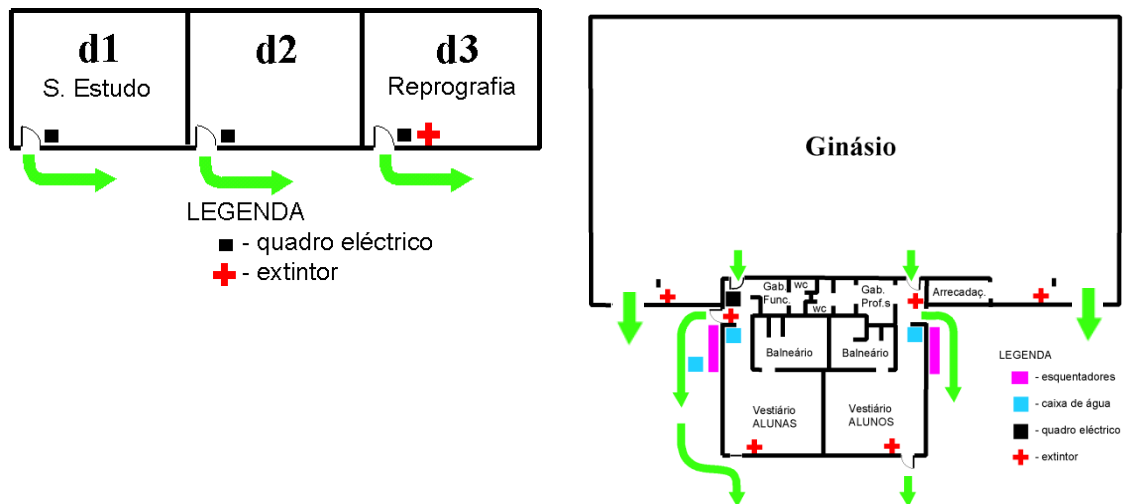 d1
S. Estudo
d2
d3
Reprografia
LEGENDA
- quadro eléctrico
- extintor
Ginásio
Gab.
Func.
wc
wc
Gab.
Prof.s
Arrecadaç.
Balneário
Balneário
Vestiário
ALUNAS
Vestiário
ALUNOS
LEGENDA
- esquentadores
- caixa de água
- quadro eléctrico
- extintor